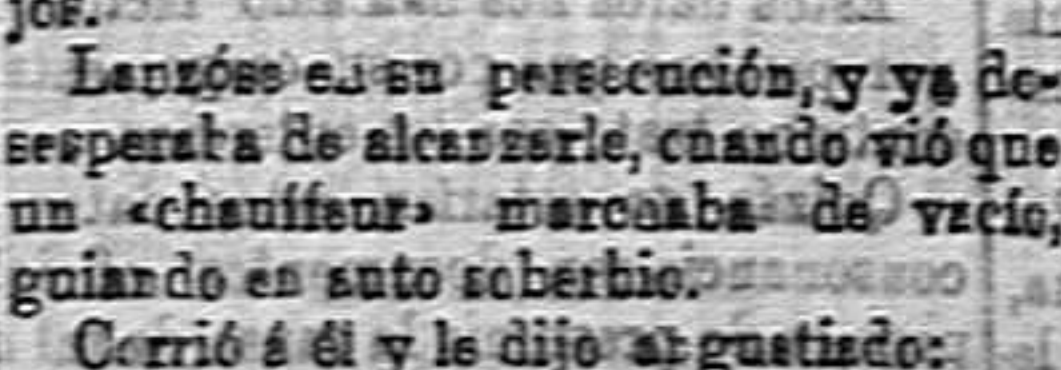 Lanzóse en su persecución, y ya de-
sesperaba de alcanzarle, cuando vió que
un «chauffeur» marchaba de vacío,
guiando en auto soberbio.
Corrió á él y le dijo angustiado: